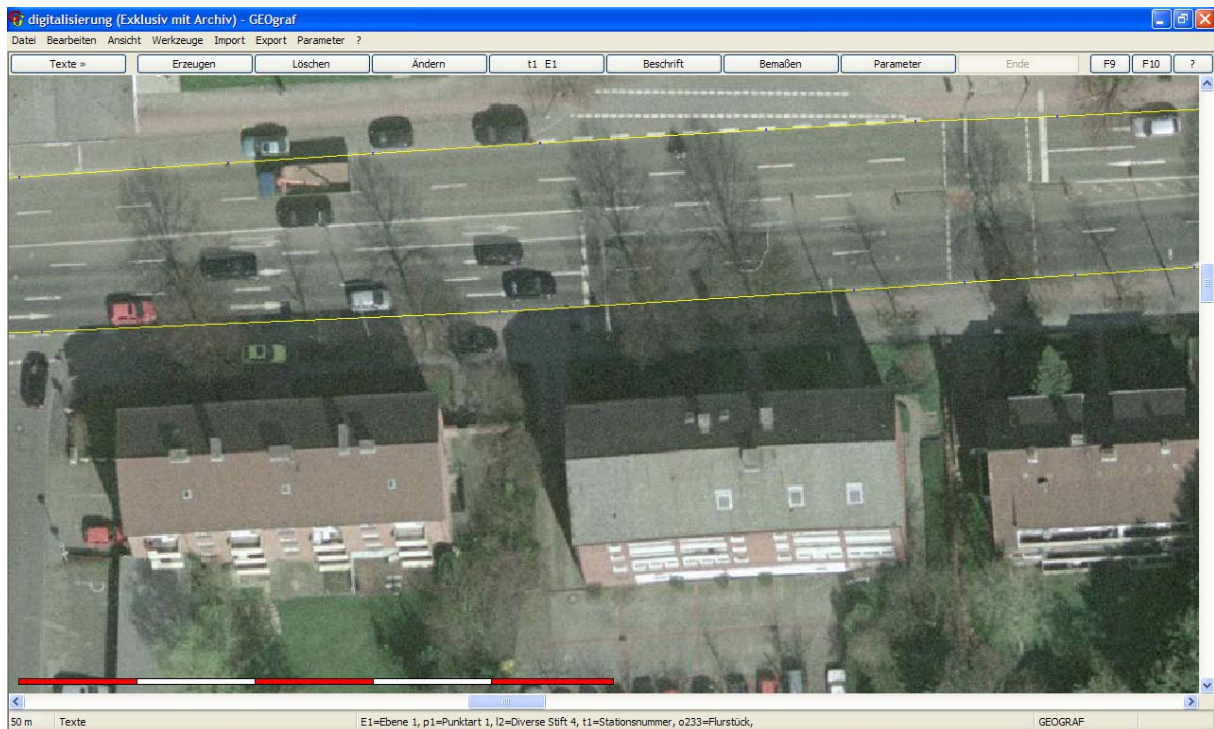 digitalisierung (Exklusiv mit Archiv) - GEOgraf
Datei Bearbeiten Ansicht Werkzeuge Import Export Parameter ?
Texte » Erzeugen Löschen Ändern t1 E1 Beschrift Bemaßen Parameter Ende F9 F10 ?
50 m Texte E1=Ebene 1, p1=Punktart 1, l2=Diverse Stift 4, t1=Stationsnummer, o233=Flurstück, GEOGRAF